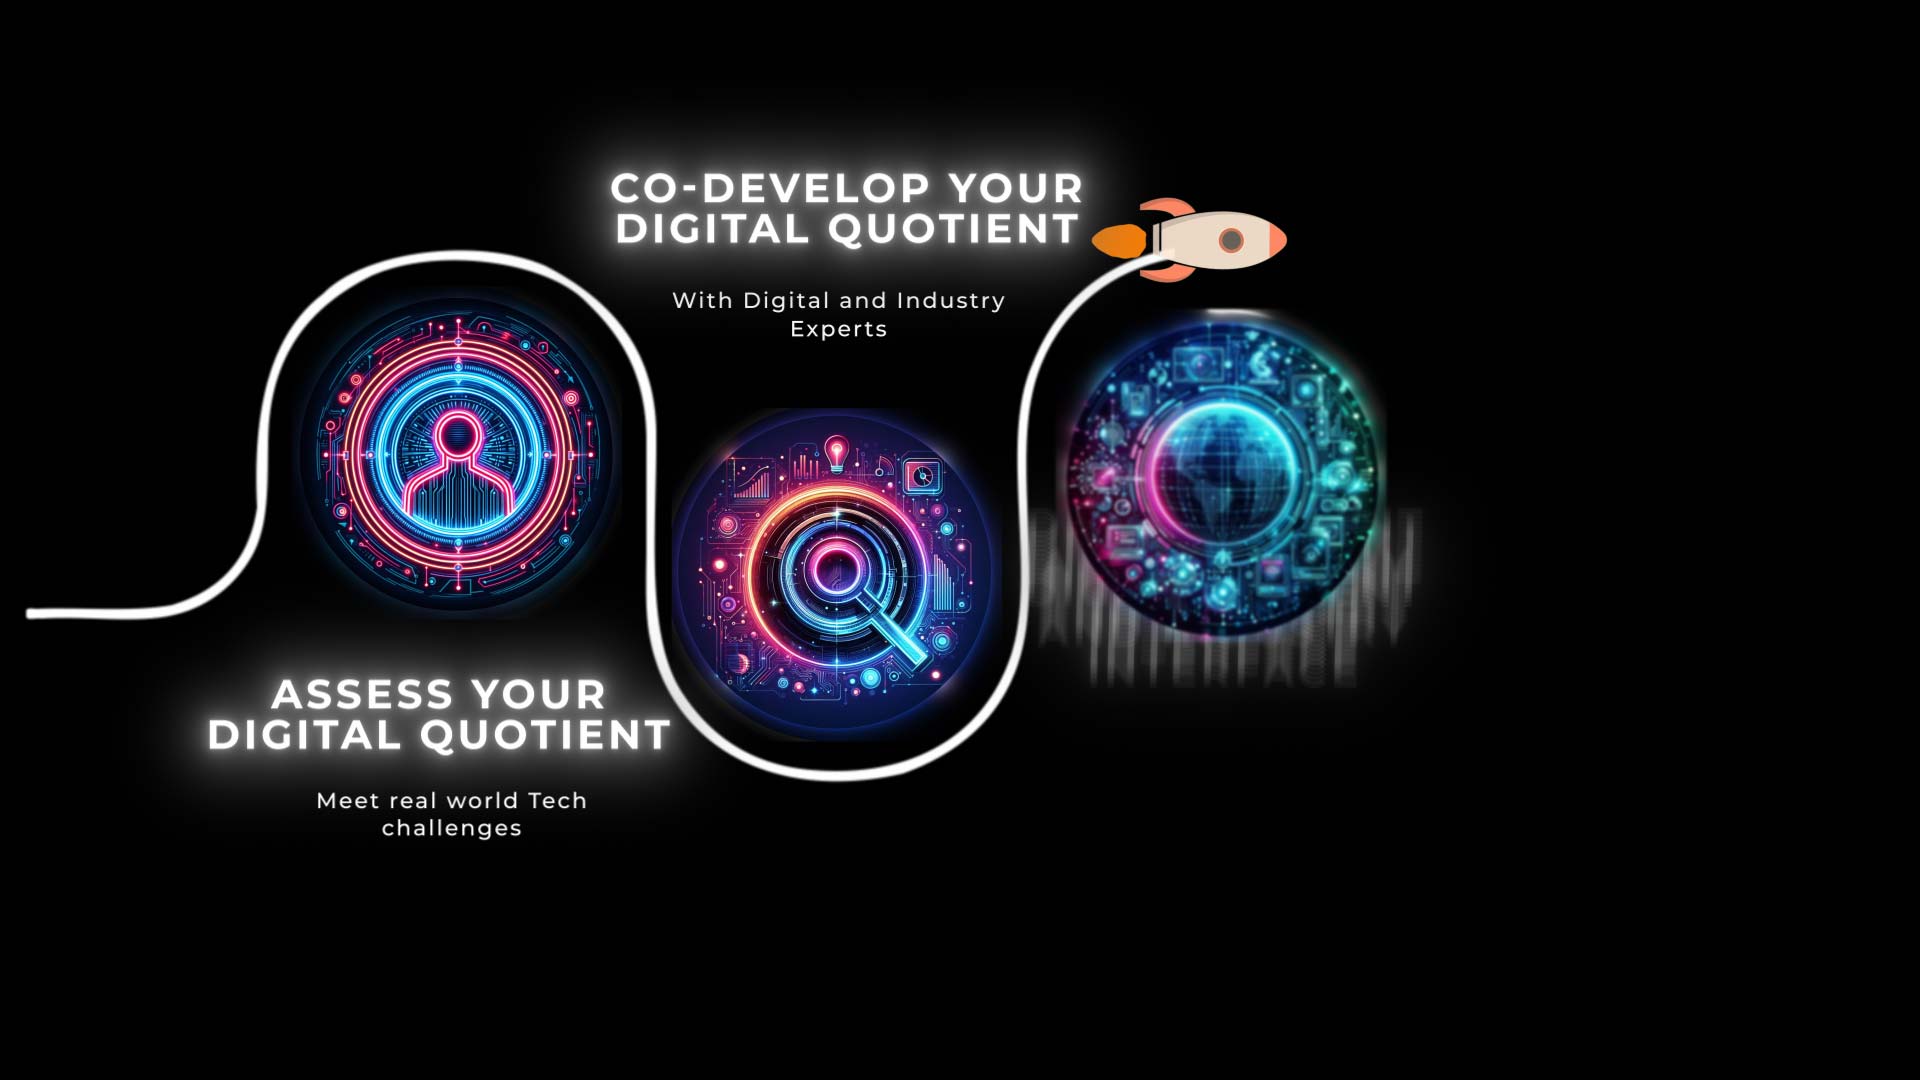 CO-DEVELOP YOUR
DIGITAL QUOTIENT
With Digital and Industry
Experts
ASSESS YOUR
DIGITAL QUOTIENT
Meet real world Tech
challenges
INTERFACE